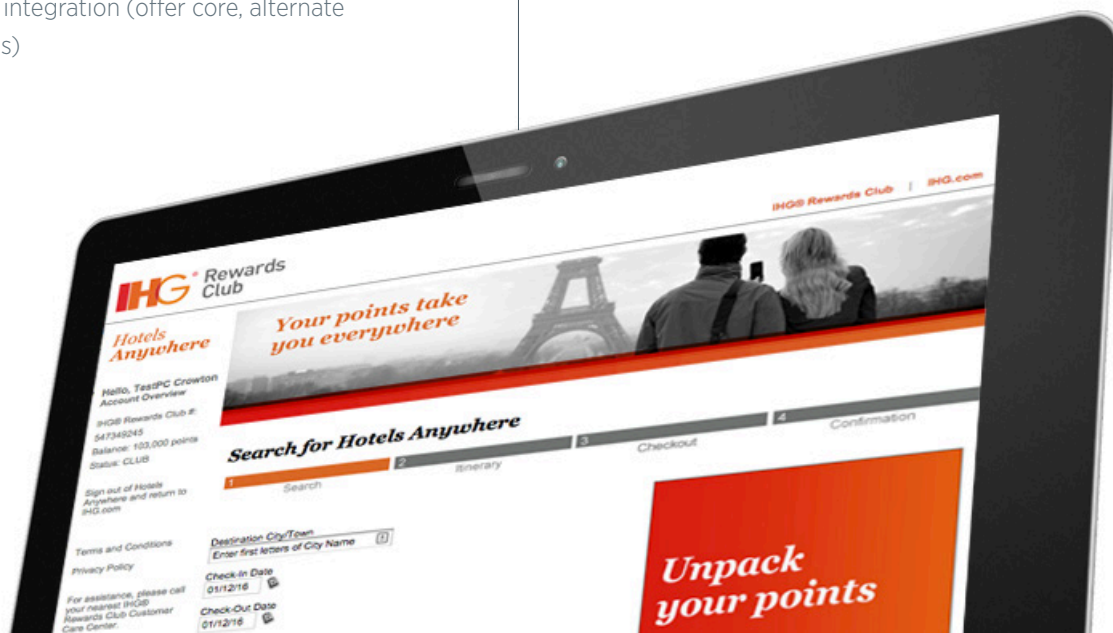 integration (offer core, alternate
s)
IHG® Rewards Club | IHG.com
IHG® Rewards
Club
Your points take
you everywhere
Hotels
Anywhere
Hello, TestPC Crowton
Account Overview
IHG® Rewards Club #:
547349245
Balance: 103,000 points
Status: CLUB
Sign out of Hotels
Anywhere and return to
IHG.com
Terms and Conditions
Privacy Policy
For assistance, please call
your nearest IHG®
Rewards Club Customer
Care Center.
Search for Hotels Anywhere
1 Search
2 Itinerary
3 Checkout
4 Confirmation
Destination City/Town
Enter first letters of City Name
Check-In Date
01/12/16
Check-Out Date
01/12/16
Unpack
your points